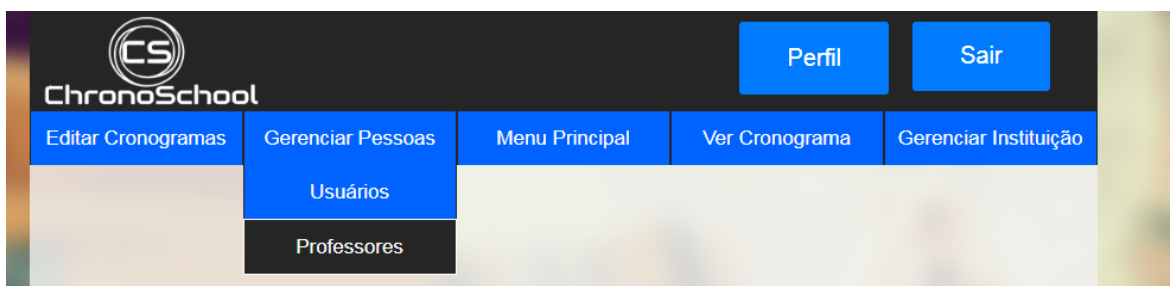 CS
ChronoSchool
Perfil
Sair
Editar Cronogramas
Gerenciar Pessoas
Menu Principal
Ver Cronograma
Gerenciar Instituição
Usuários
Professores